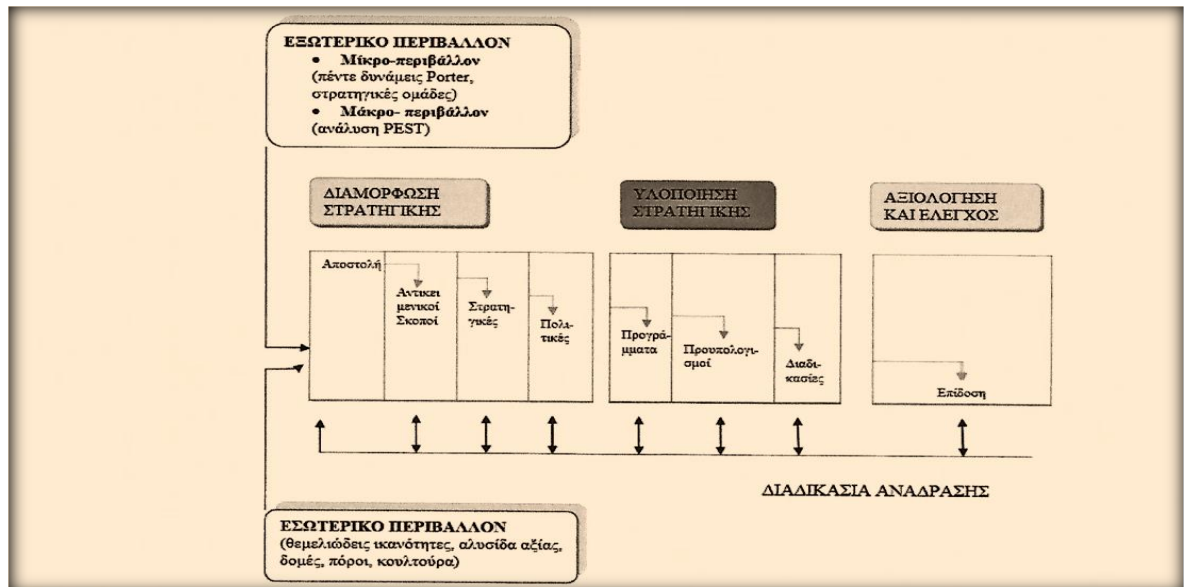 ΕΞΩΤΕΡΙΚΟ ΠΕΡΙΒΑΛΛΟΝ
• Μίκρο-περιβάλλον
(πέντε δυνάμεις Porter,
στρατηγικές ομάδες)
• Μάκρο- περιβάλλον
(ανάλυση PEST)
ΔΙΑΜΟΡΦΩΣΗ
ΣΤΡΑΤΗΓΙΚΗΣ
ΥΛΟΠΟΙΗΣΗ
ΣΤΡΑΤΗΓΙΚΗΣ
ΑΞΙΟΛΟΓΗΣΗ
ΚΑΙ ΕΛΕΓΧΟΣ
Αποστολή
Αντικει
μενικοί
Σκοποί
Στρατη-
γικές
Πολι-
τικές
Προγρά-
μματα
Προυπολογι-
σμοί
Διαδι-
κασίες
Επίδοση
ΔΙΑΔΙΚΑΣΙΑ ΑΝΑΔΡΑΣΗΣ
ΕΣΩΤΕΡΙΚΟ ΠΕΡΙΒΑΛΛΟΝ
(θεμελιώδεις ικανότητες, αλυσίδα αξίας,
δομές, πόροι, κουλτούρα)